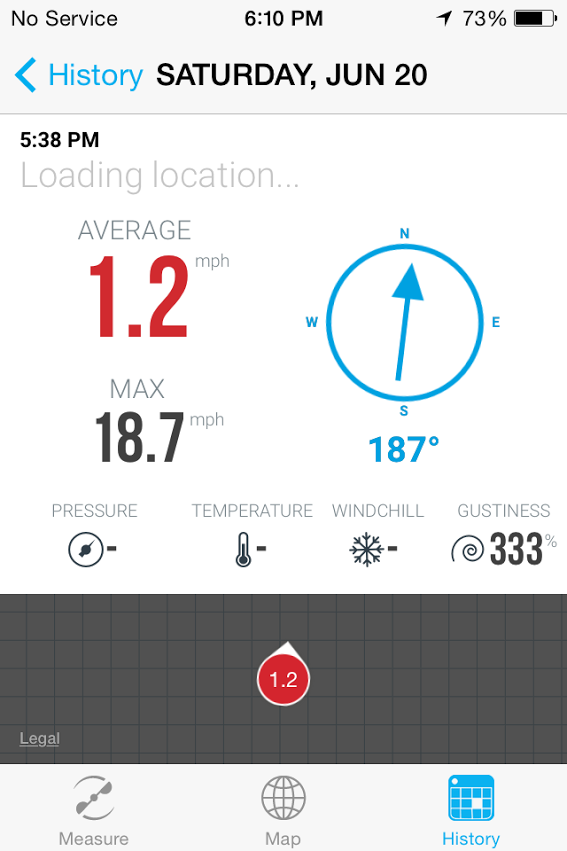 No Service 6:10 PM 73%
History SATURDAY, JUN 20
5:38 PM
Loading location...
AVERAGE
1.2 mph
MAX
18.7 mph
N
W E
S
187°
PRESSURE TEMPERATURE WINDCHILL GUSTINESS
- - - 333%
1.2
Legal
Measure Map History